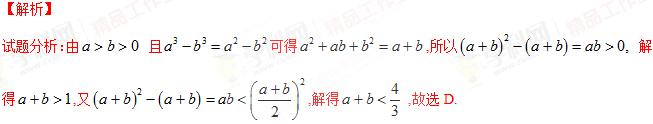 【解析】
试题分析:由a>b>0 且a³−b³=a²−b²可得a²+ab+b²=a+b,所以(a+b)²−(a+b)=ab>0, 解
得a+b>1,又(a+b)²−(a+b)=ab<((a+b)/2)²,解得a+b<4/3 ,故选 D.